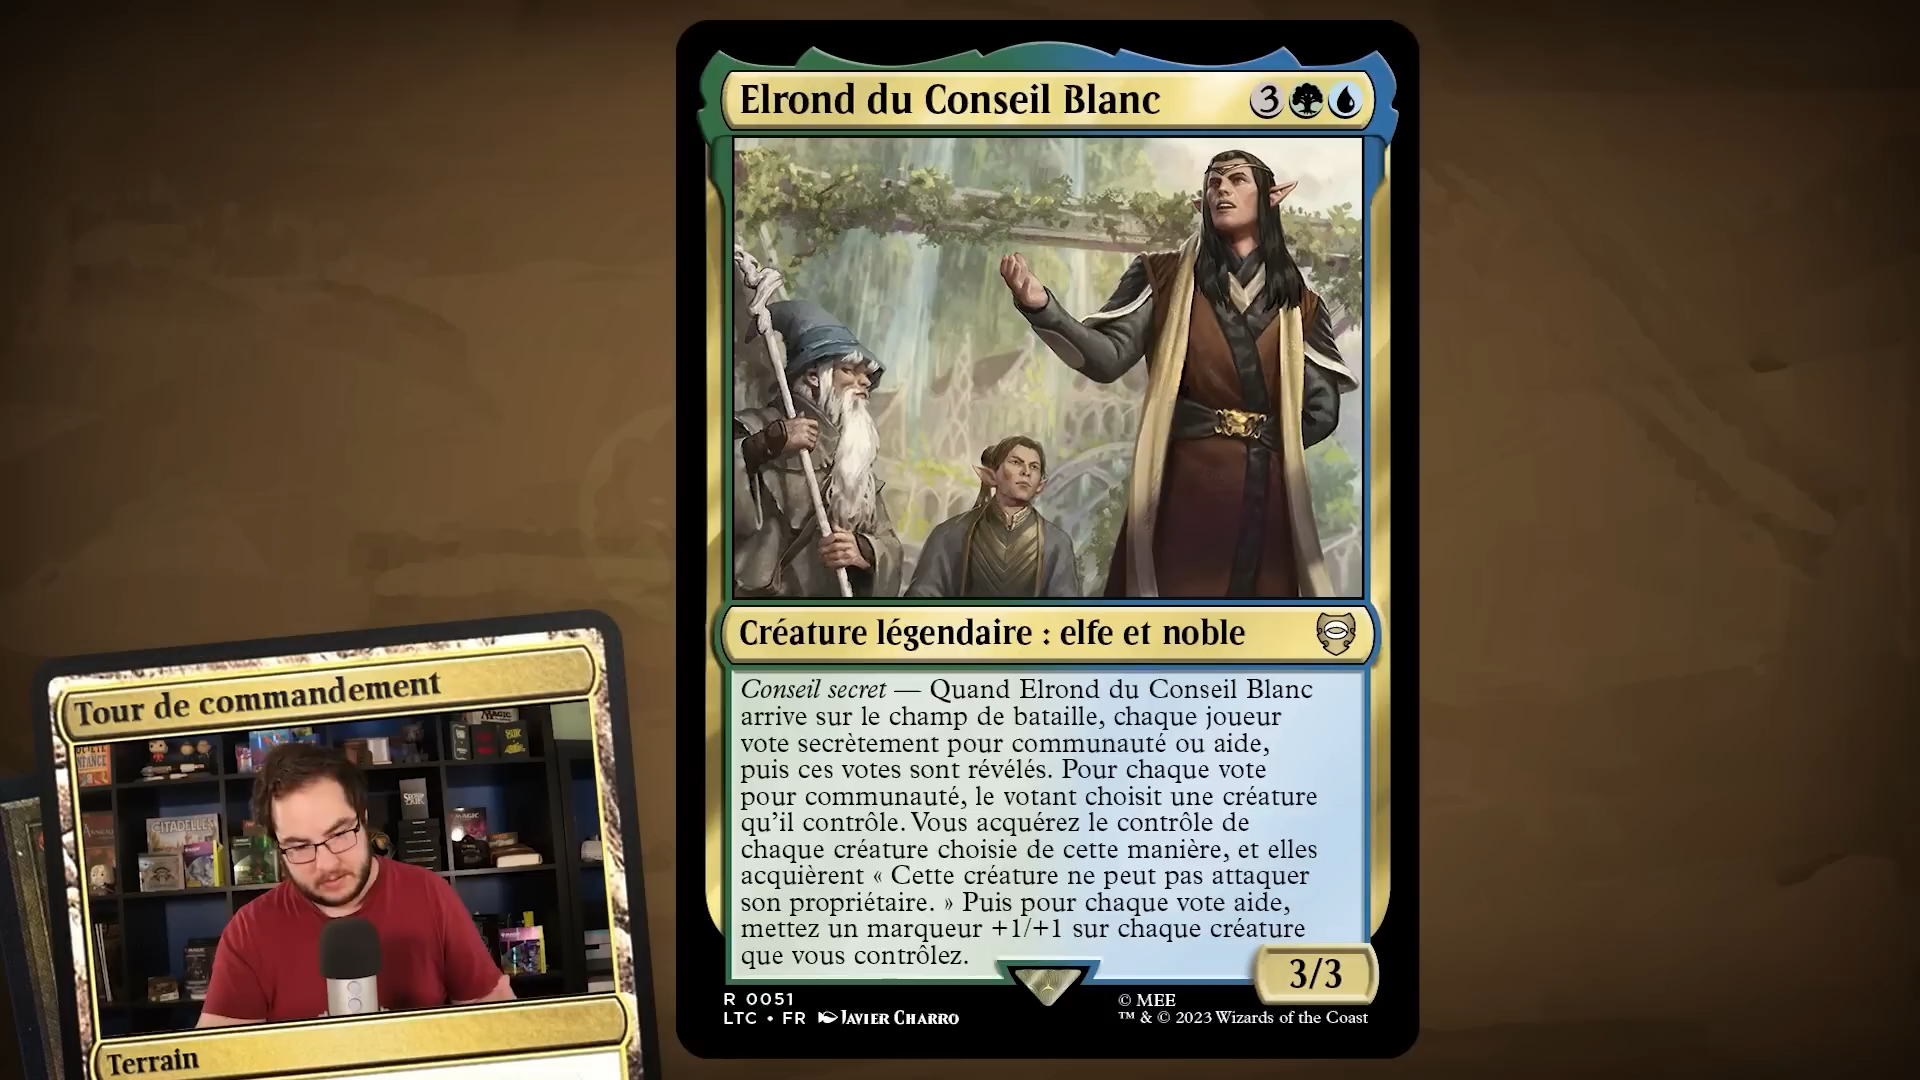 Elrond du Conseil Blanc
3
Créature légendaire : elfe et noble
Conseil secret — Quand Elrond du Conseil Blanc
arrive sur le champ de bataille, chaque joueur
vote secrètement pour communauté ou aide,
puis ces votes sont révélés. Pour chaque vote
pour communauté, le votant choisit une créature
qu’il contrôle. Vous acquérez le contrôle de
chaque créature choisie de cette manière, et elles
acquièrent « Cette créature ne peut pas attaquer
son propriétaire. » Puis pour chaque vote aide,
mettez un marqueur +1/+1 sur chaque créature
que vous contrôlez.
3/3
R 0051
LTC • FR Javier Charro
© MEE
™ & © 2023 Wizards of the Coast
Tour de commandement
MAGIC
CITADELLES
MAGIC
Terrain